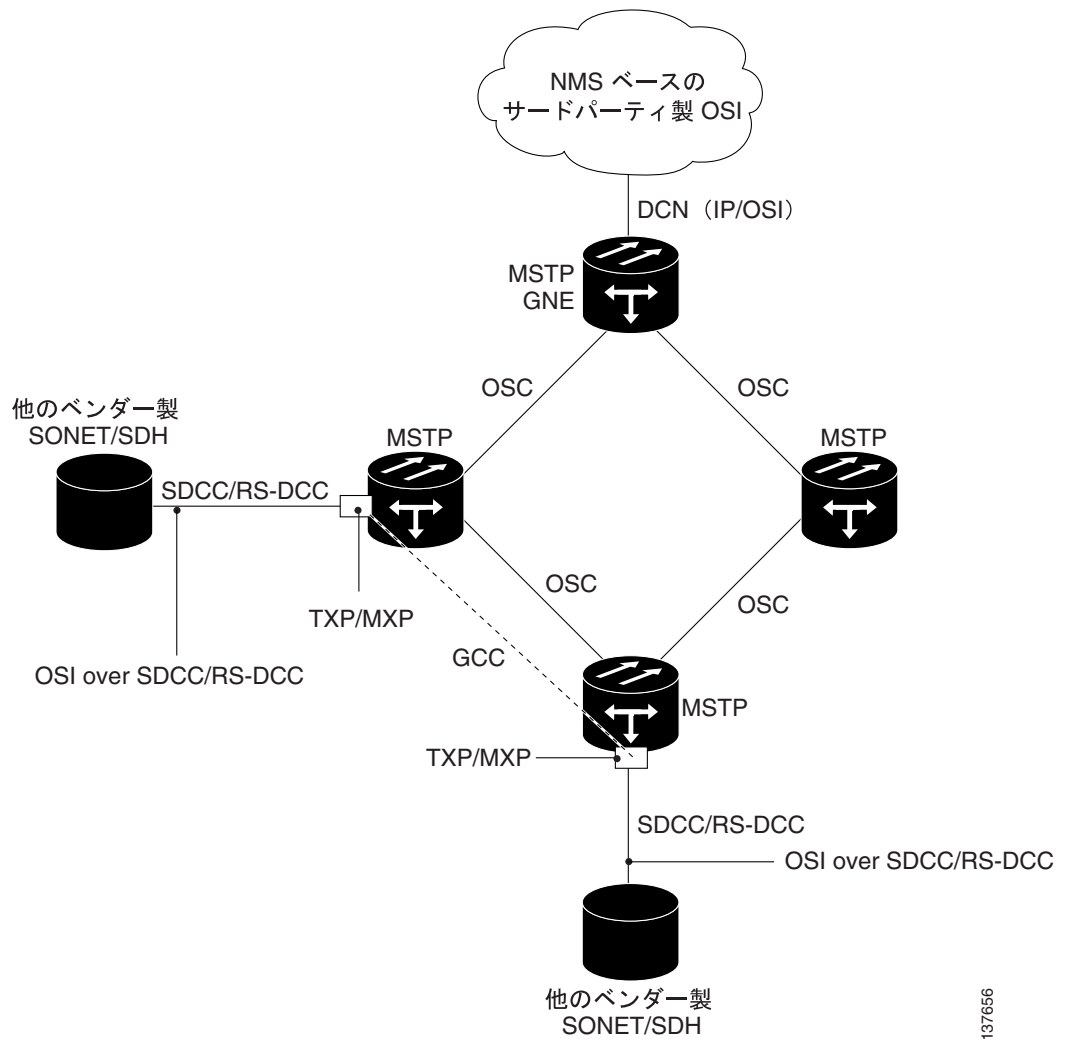 NMS ベースの
サードパーティ製 OSI
DCN（IP/OSI）
MSTP
GNE
OSC
OSC
他のベンダー製
SONET/SDH
MSTP
MSTP
SDCC/RS-DCC
OSC
OSC
TXP/MXP
GCC
OSI over SDCC/RS-DCC
MSTP
TXP/MXP
SDCC/RS-DCC
OSI over SDCC/RS-DCC
他のベンダー製
SONET/SDH
137656